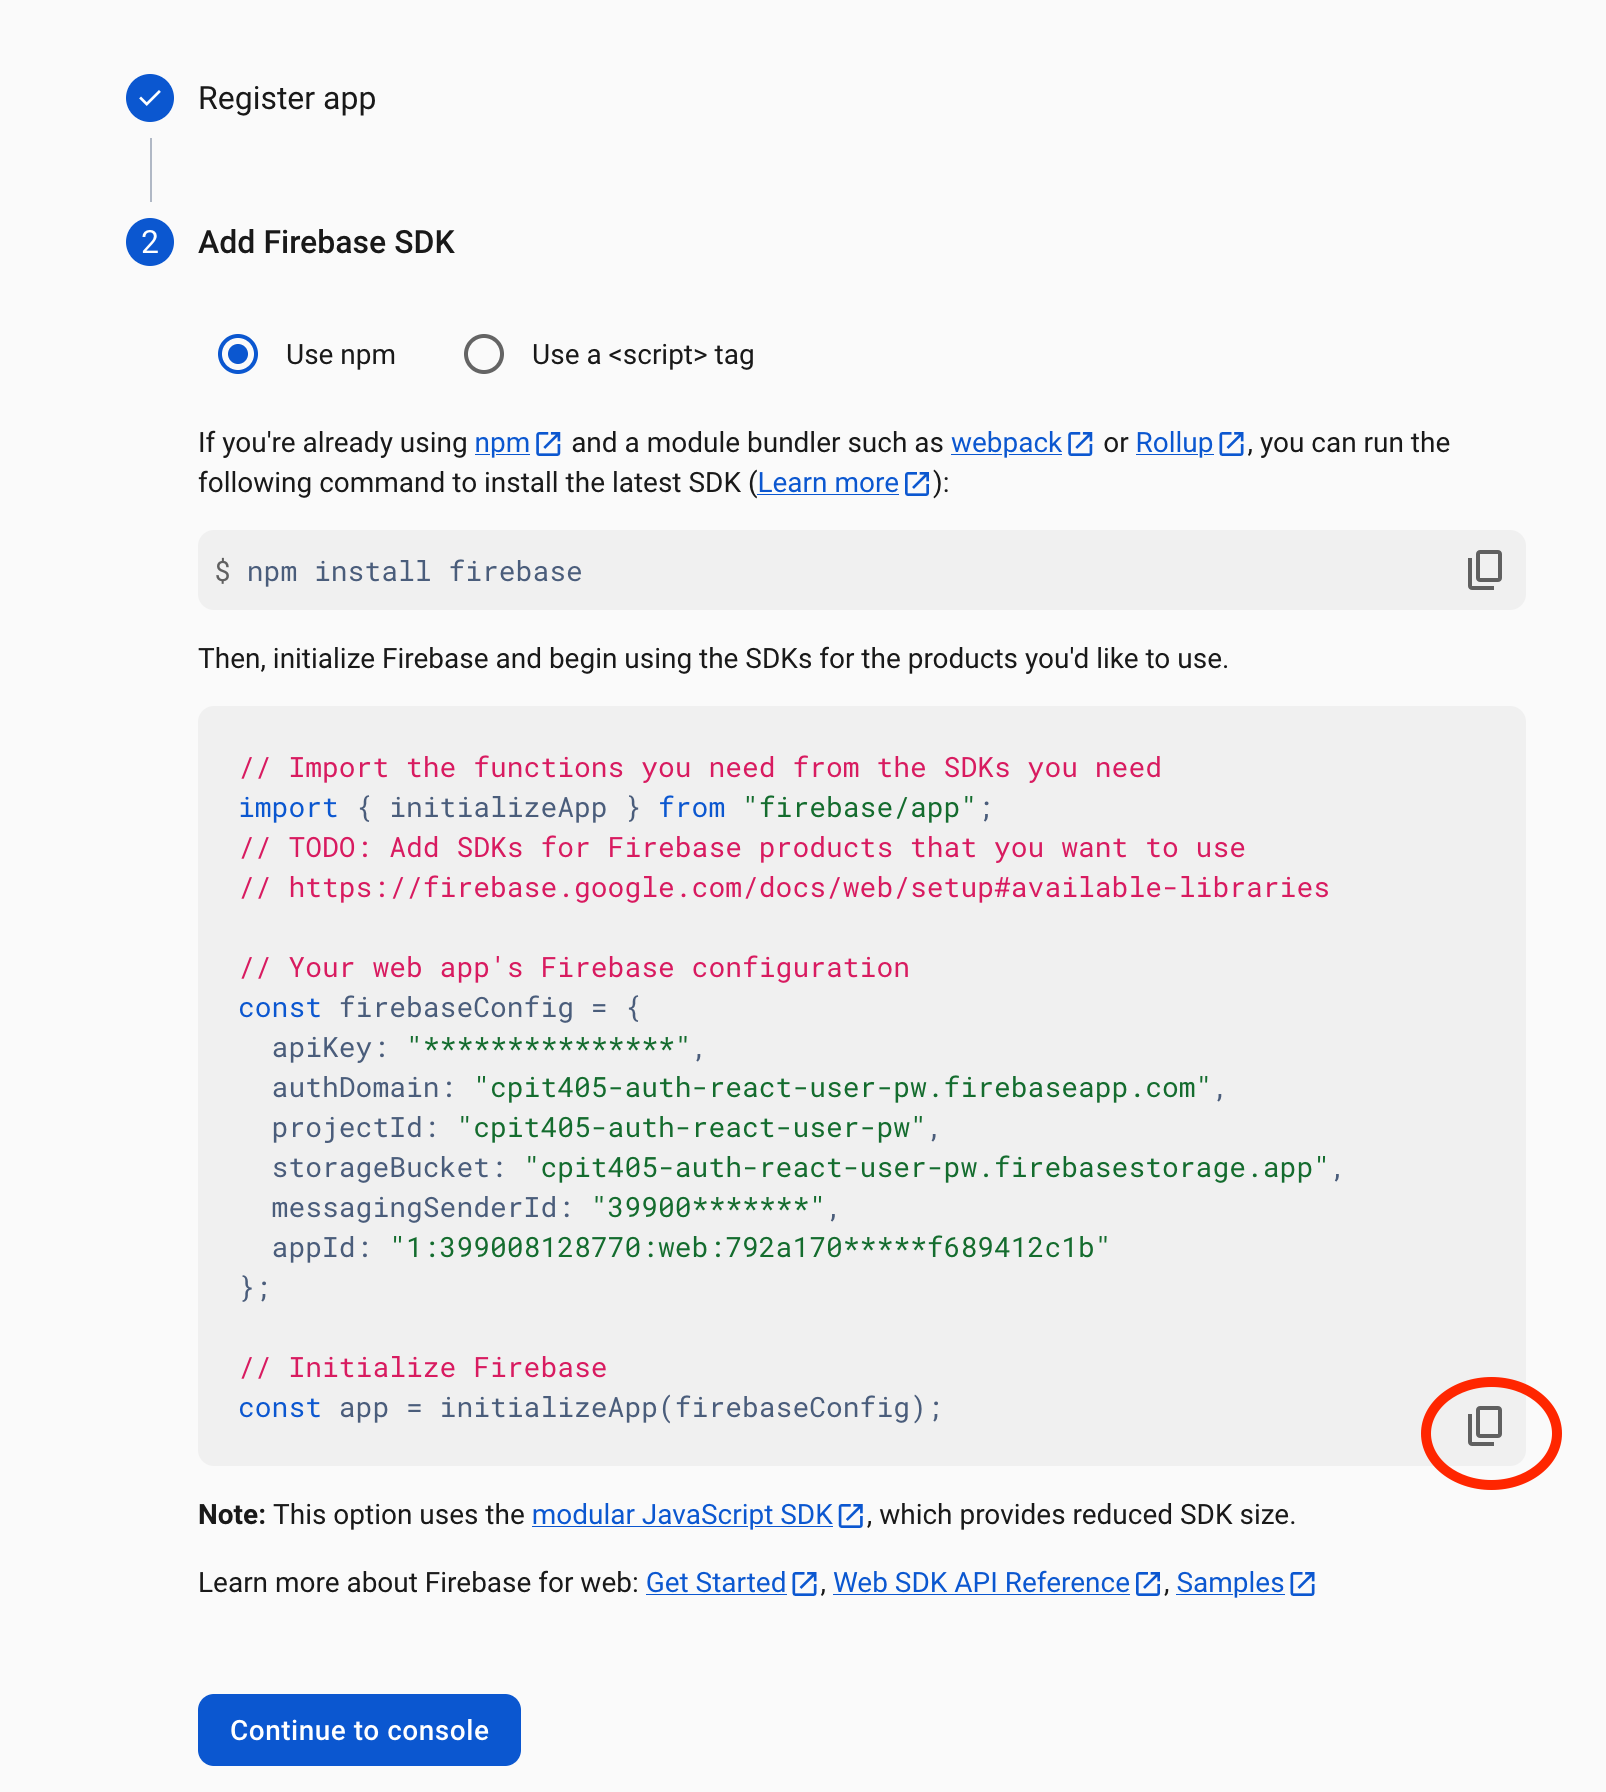 Register app
2 Add Firebase SDK
Use npm Use a <script> tag
If you're already using npm and a module bundler such as webpack or Rollup, you can run the
following command to install the latest SDK (Learn more):
$ npm install firebase
Then, initialize Firebase and begin using the SDKs for the products you'd like to use.
// Import the functions you need from the SDKs you need
import { initializeApp } from "firebase/app";
// TODO: Add SDKs for Firebase products that you want to use
// https://firebase.google.com/docs/web/setup#available-libraries
// Your web app's Firebase configuration
const firebaseConfig = {
  apiKey: "***************",
  authDomain: "cpit405-auth-react-user-pw.firebaseapp.com",
  projectId: "cpit405-auth-react-user-pw",
  storageBucket: "cpit405-auth-react-user-pw.firebasestorage.app",
  messagingSenderId: "39900*******",
  appId: "1:399008128770:web:792a170*****f689412c1b"
};
// Initialize Firebase
const app = initializeApp(firebaseConfig);
Note: This option uses the modular JavaScript SDK, which provides reduced SDK size.
Learn more about Firebase for web: Get Started, Web SDK API Reference, Samples
Continue to console